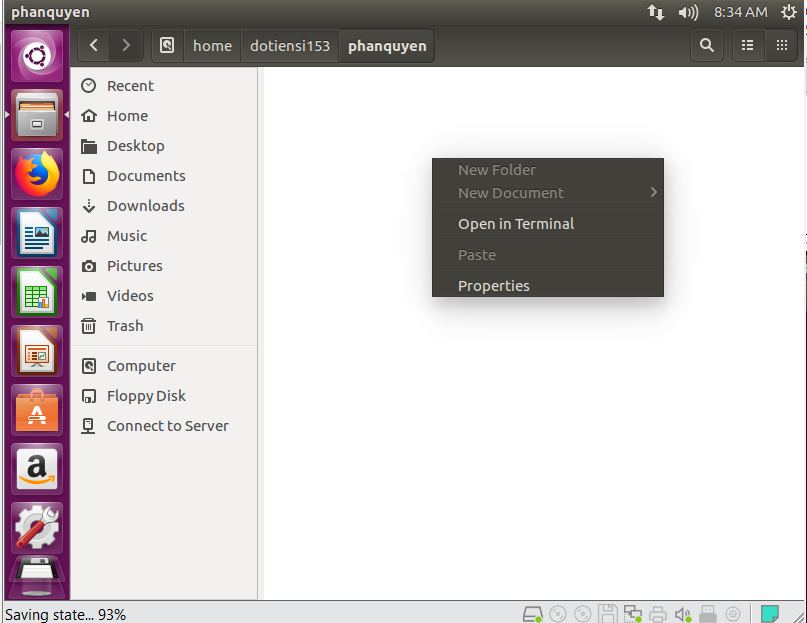 phanquyen
8:34 AM
home
dotiensi153
phanquyen
Recent
Home
Desktop
Documents
Downloads
Music
Pictures
Videos
Trash
Computer
Floppy Disk
Connect to Server
New Folder
New Document
Open in Terminal
Paste
Properties
Saving state... 93%